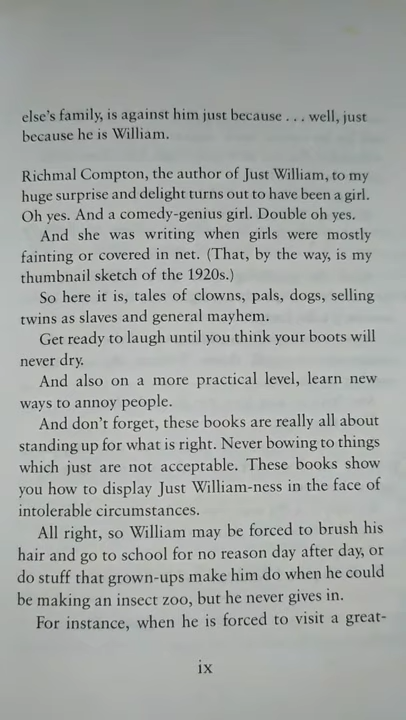 else's family, is against him just because . . . well, just
because he is William.
Richmal Compton, the author of Just William, to my
huge surprise and delight turns out to have been a girl.
Oh yes. And a comedy-genius girl. Double oh yes.
And she was writing when girls were mostly
fainting or covered in net. (That, by the way, is my
thumbnail sketch of the 1920s.)
So here it is, tales of clowns, pals, dogs, selling
twins as slaves and general mayhem.
Get ready to laugh until you think your boots will
never dry.
And also on a more practical level, learn new
ways to annoy people.
And don't forget, these books are really all about
standing up for what is right. Never bowing to things
which just are not acceptable. These books show
you how to display Just William-ness in the face of
intolerable circumstances.
All right, so William may be forced to brush his
hair and go to school for no reason day after day, or
do stuff that grown-ups make him do when he could
be making an insect zoo, but he never gives in.
For instance, when he is forced to visit a great-
ix